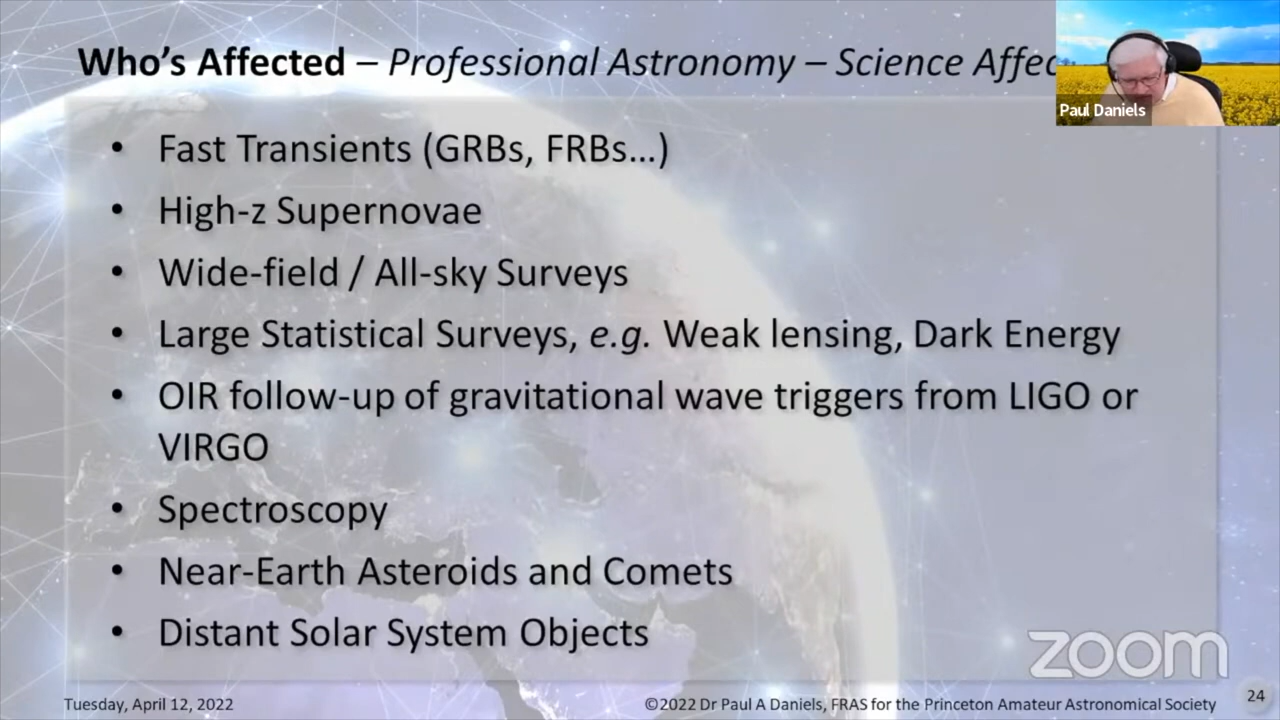 Who's Affected – Professional Astronomy – Science Affec
Paul Daniels
• Fast Transients (GRBs, FRBs...)
• High-z Supernovae
• Wide-field / All-sky Surveys
• Large Statistical Surveys, e.g. Weak lensing, Dark Energy
• OIR follow-up of gravitational wave triggers from LIGO or
VIRGO
• Spectroscopy
• Near-Earth Asteroids and Comets
• Distant Solar System Objects
zoom
Tuesday, April 12, 2022
©2022 Dr Paul A Daniels, FRAS for the Princeton Amateur Astronomical Society
24